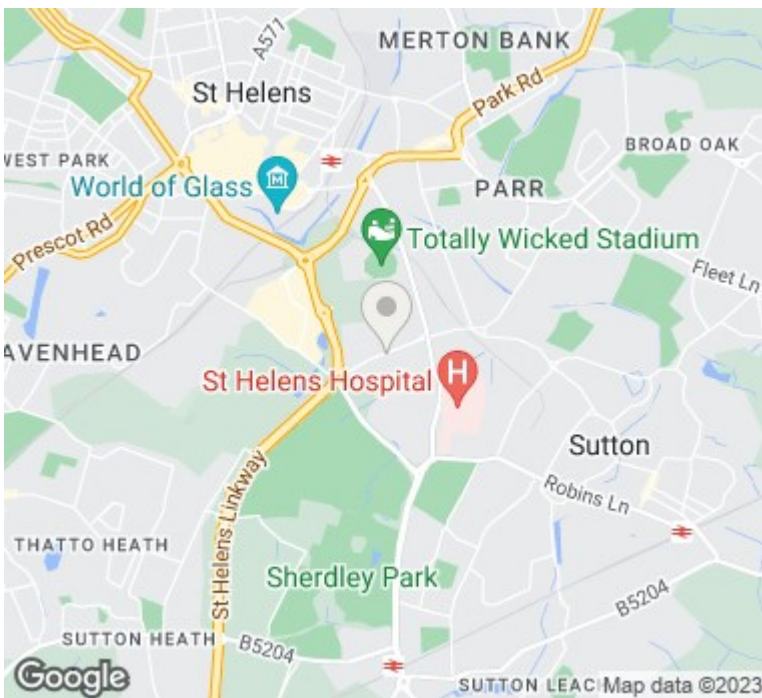 A571
MERTON BANK
St Helens
Park Rd
BROAD OAK
WEST PARK
World of Glass
M
PARR
Prescot Rd
Totally Wicked Stadium
Fleet Ln
AVENHEAD
St Helens Hospital
H
Sutton
St Helens Linkway
Robins Ln
THATTO HEATH
Sherdley Park
B5204
SUTTON HEATH
B5204
Google
SUTTON LEAC
Map data ©2023